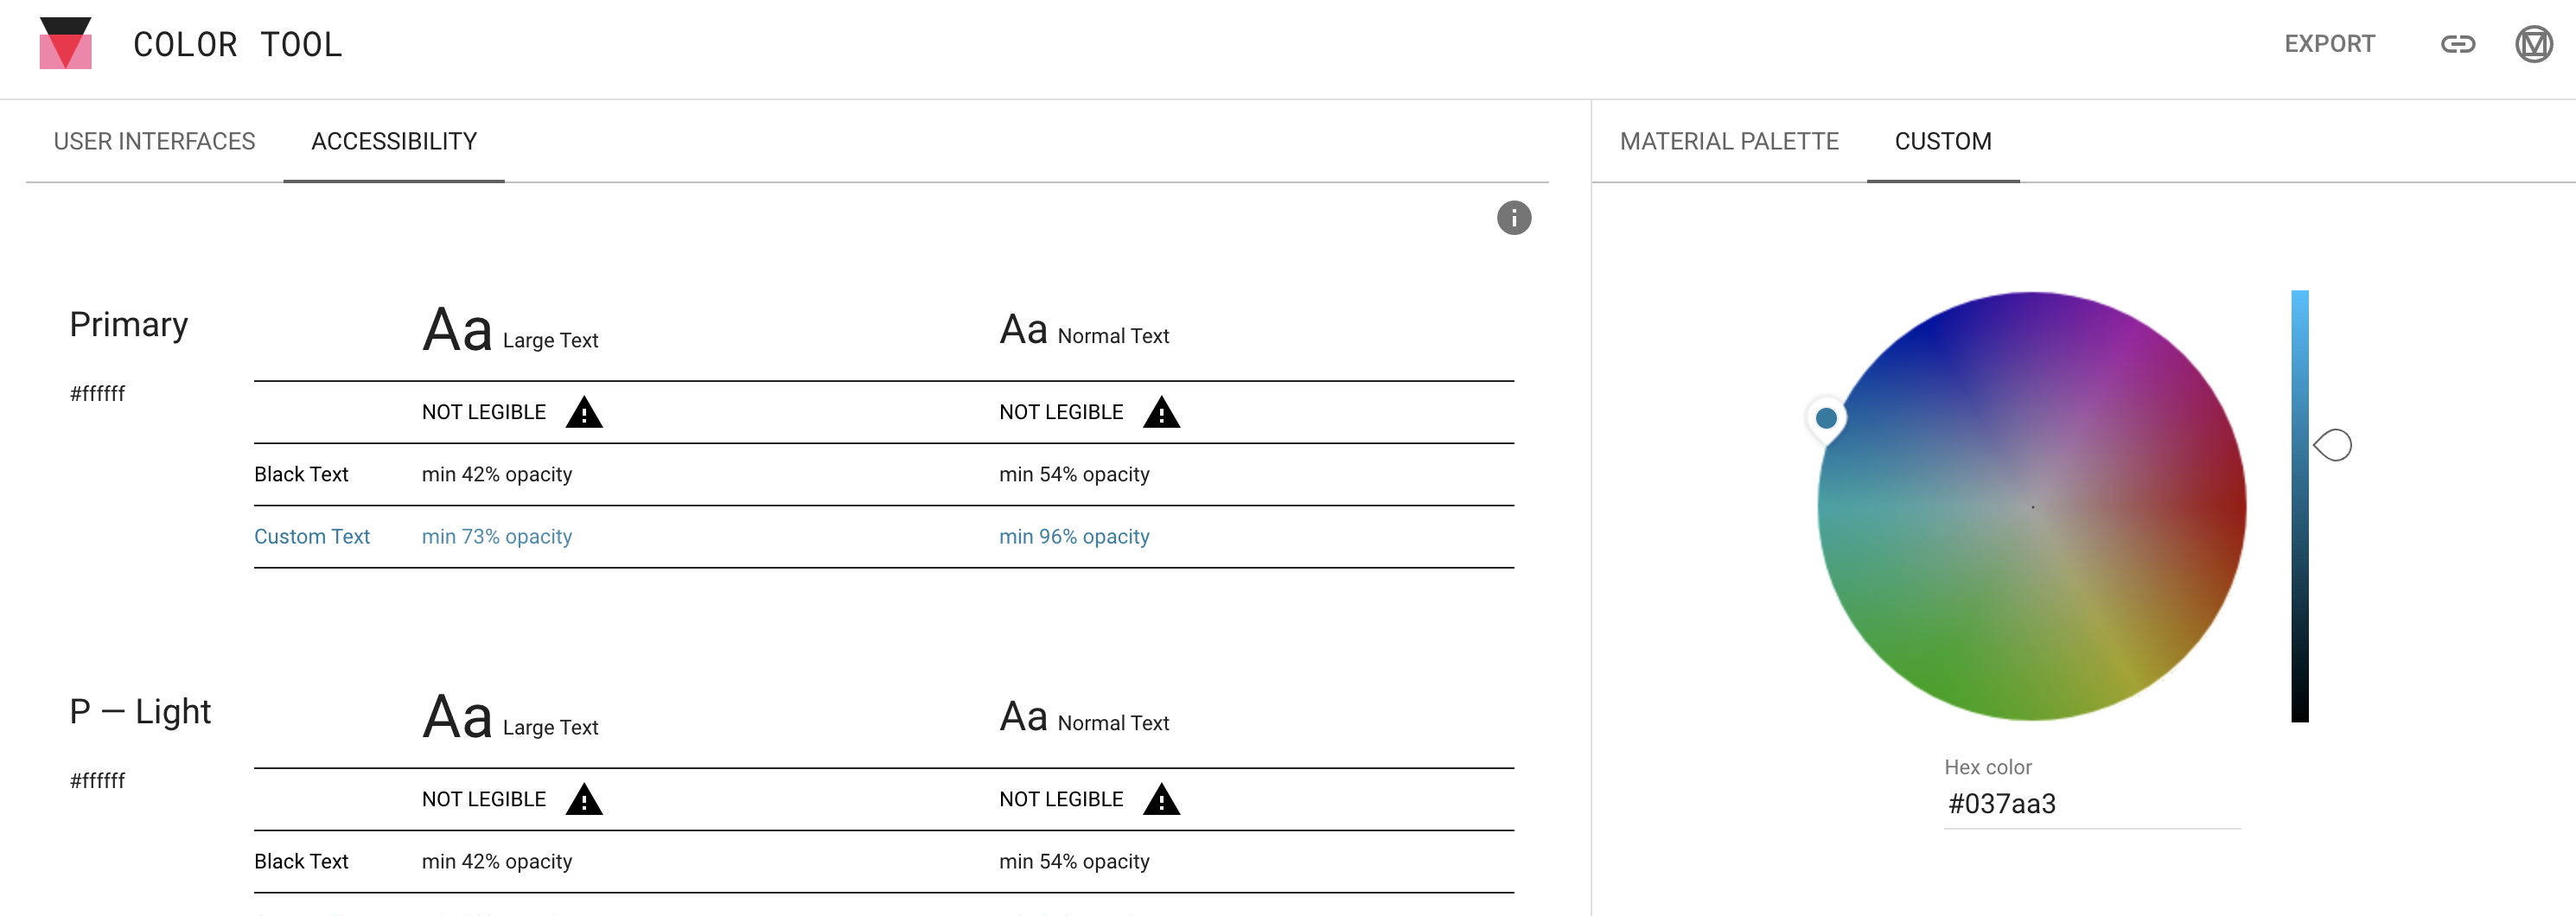 COLOR TOOL
EXPORT
USER INTERFACES ACCESSIBILITY
MATERIAL PALETTE CUSTOM
Primary
Aa Large Text
Aa Normal Text
#ffffff
NOT LEGIBLE
NOT LEGIBLE
Black Text min 42% opacity min 54% opacity
Custom Text min 73% opacity min 96% opacity
P — Light
Aa Large Text
Aa Normal Text
#ffffff
NOT LEGIBLE
NOT LEGIBLE
Black Text min 42% opacity min 54% opacity
Hex color
#037aa3